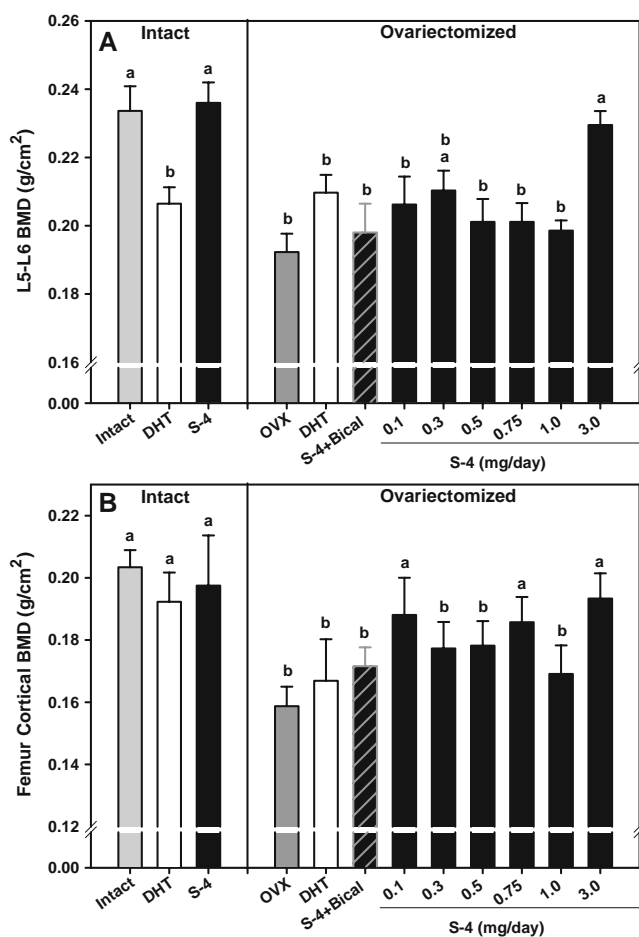 A
Intact
Ovariectomized
L5-L6 BMD (g/cm²)
0.26
0.24
0.22
0.20
0.18
0.16
0.00
a
b
a
b
b
b
b
b
a
b
b
b
a
Intact
DHT
S-4
OVX
DHT
S-4+Bical
0.1
0.3
0.5
0.75
1.0
3.0
S-4 (mg/day)
B
Intact
Ovariectomized
Femur Cortical BMD (g/cm²)
0.22
0.20
0.18
0.16
0.14
0.12
0.00
a
a
a
b
b
b
a
b
b
a
b
a
Intact
DHT
S-4
OVX
DHT
S-4+Bical
0.1
0.3
0.5
0.75
1.0
3.0
S-4 (mg/day)